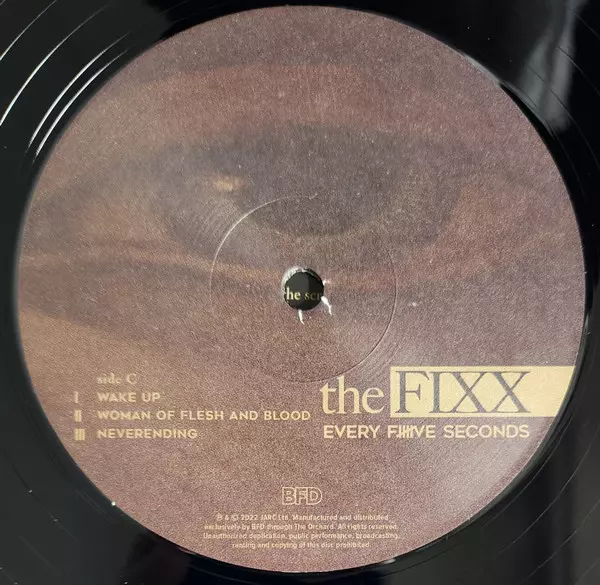 he scr
side C
I WAKE UP
II WOMAN OF FLESH AND BLOOD
III NEVERENDING
the FIXX
EVERY FIIIIIVE SECONDS
BFD
℗ & © 2022 JARC Ltd. Manufactured and distributed
exclusively by BFD through The Orchard. All rights reserved.
Unauthorized duplication, public performance, broadcasting,
renting and copying of this disc prohibited